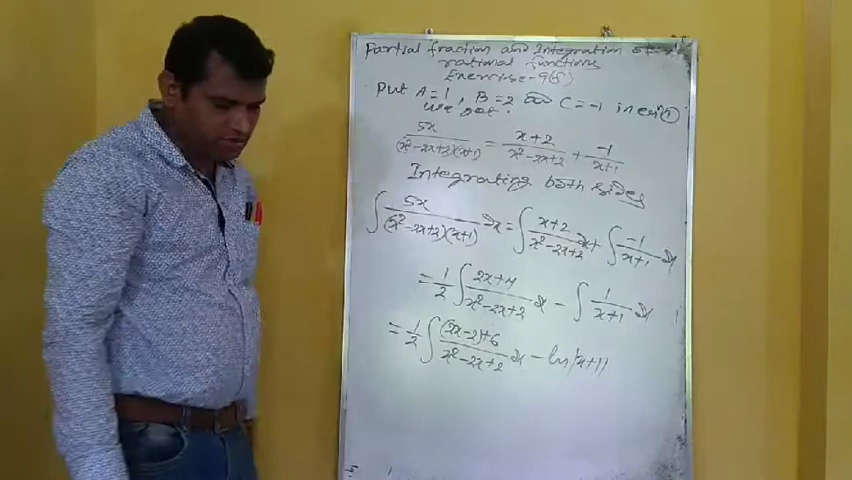 Partial fraction and Integration of
rational functions
Exercise-9(f)
Put A=1, B=2 C=-1 in eqn ①
we get.
5x/(x²-2x+2)(x+1) = x+2/x²-2x+2 + -1/x+1
Integrating both sides
∫ 5x/(x²-2x+2)(x+1) dx = ∫ x+2/x²-2x+2 dx + ∫ -1/x+1 dx
= 1/2 ∫ 2x+4/x²-2x+2 dx - ∫ 1/x+1 dx
= 1/2 ∫ (2x-2)+6/x²-2x+2 dx - ln|x+1|